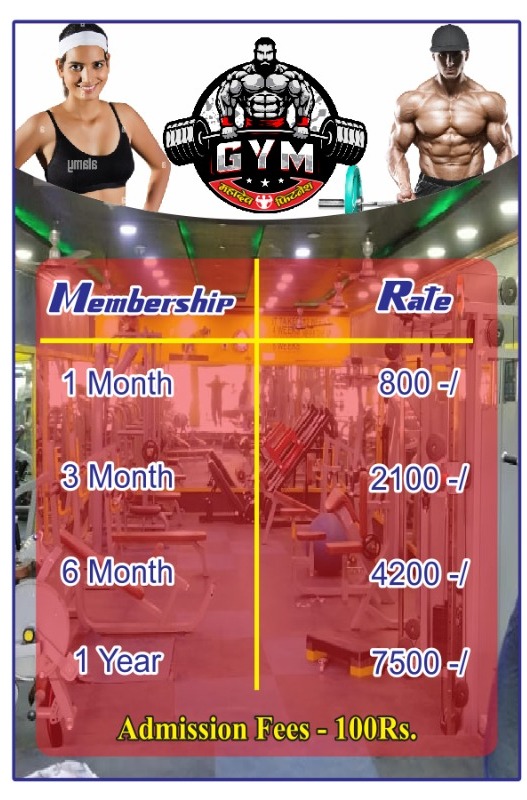 GYM
महादेव फिटनेस
alamy
Membership Rate
1 Month 800 -/
3 Month 2100 -/
6 Month 4200 -/
1 Year 7500 -/
Admission Fees - 100Rs.